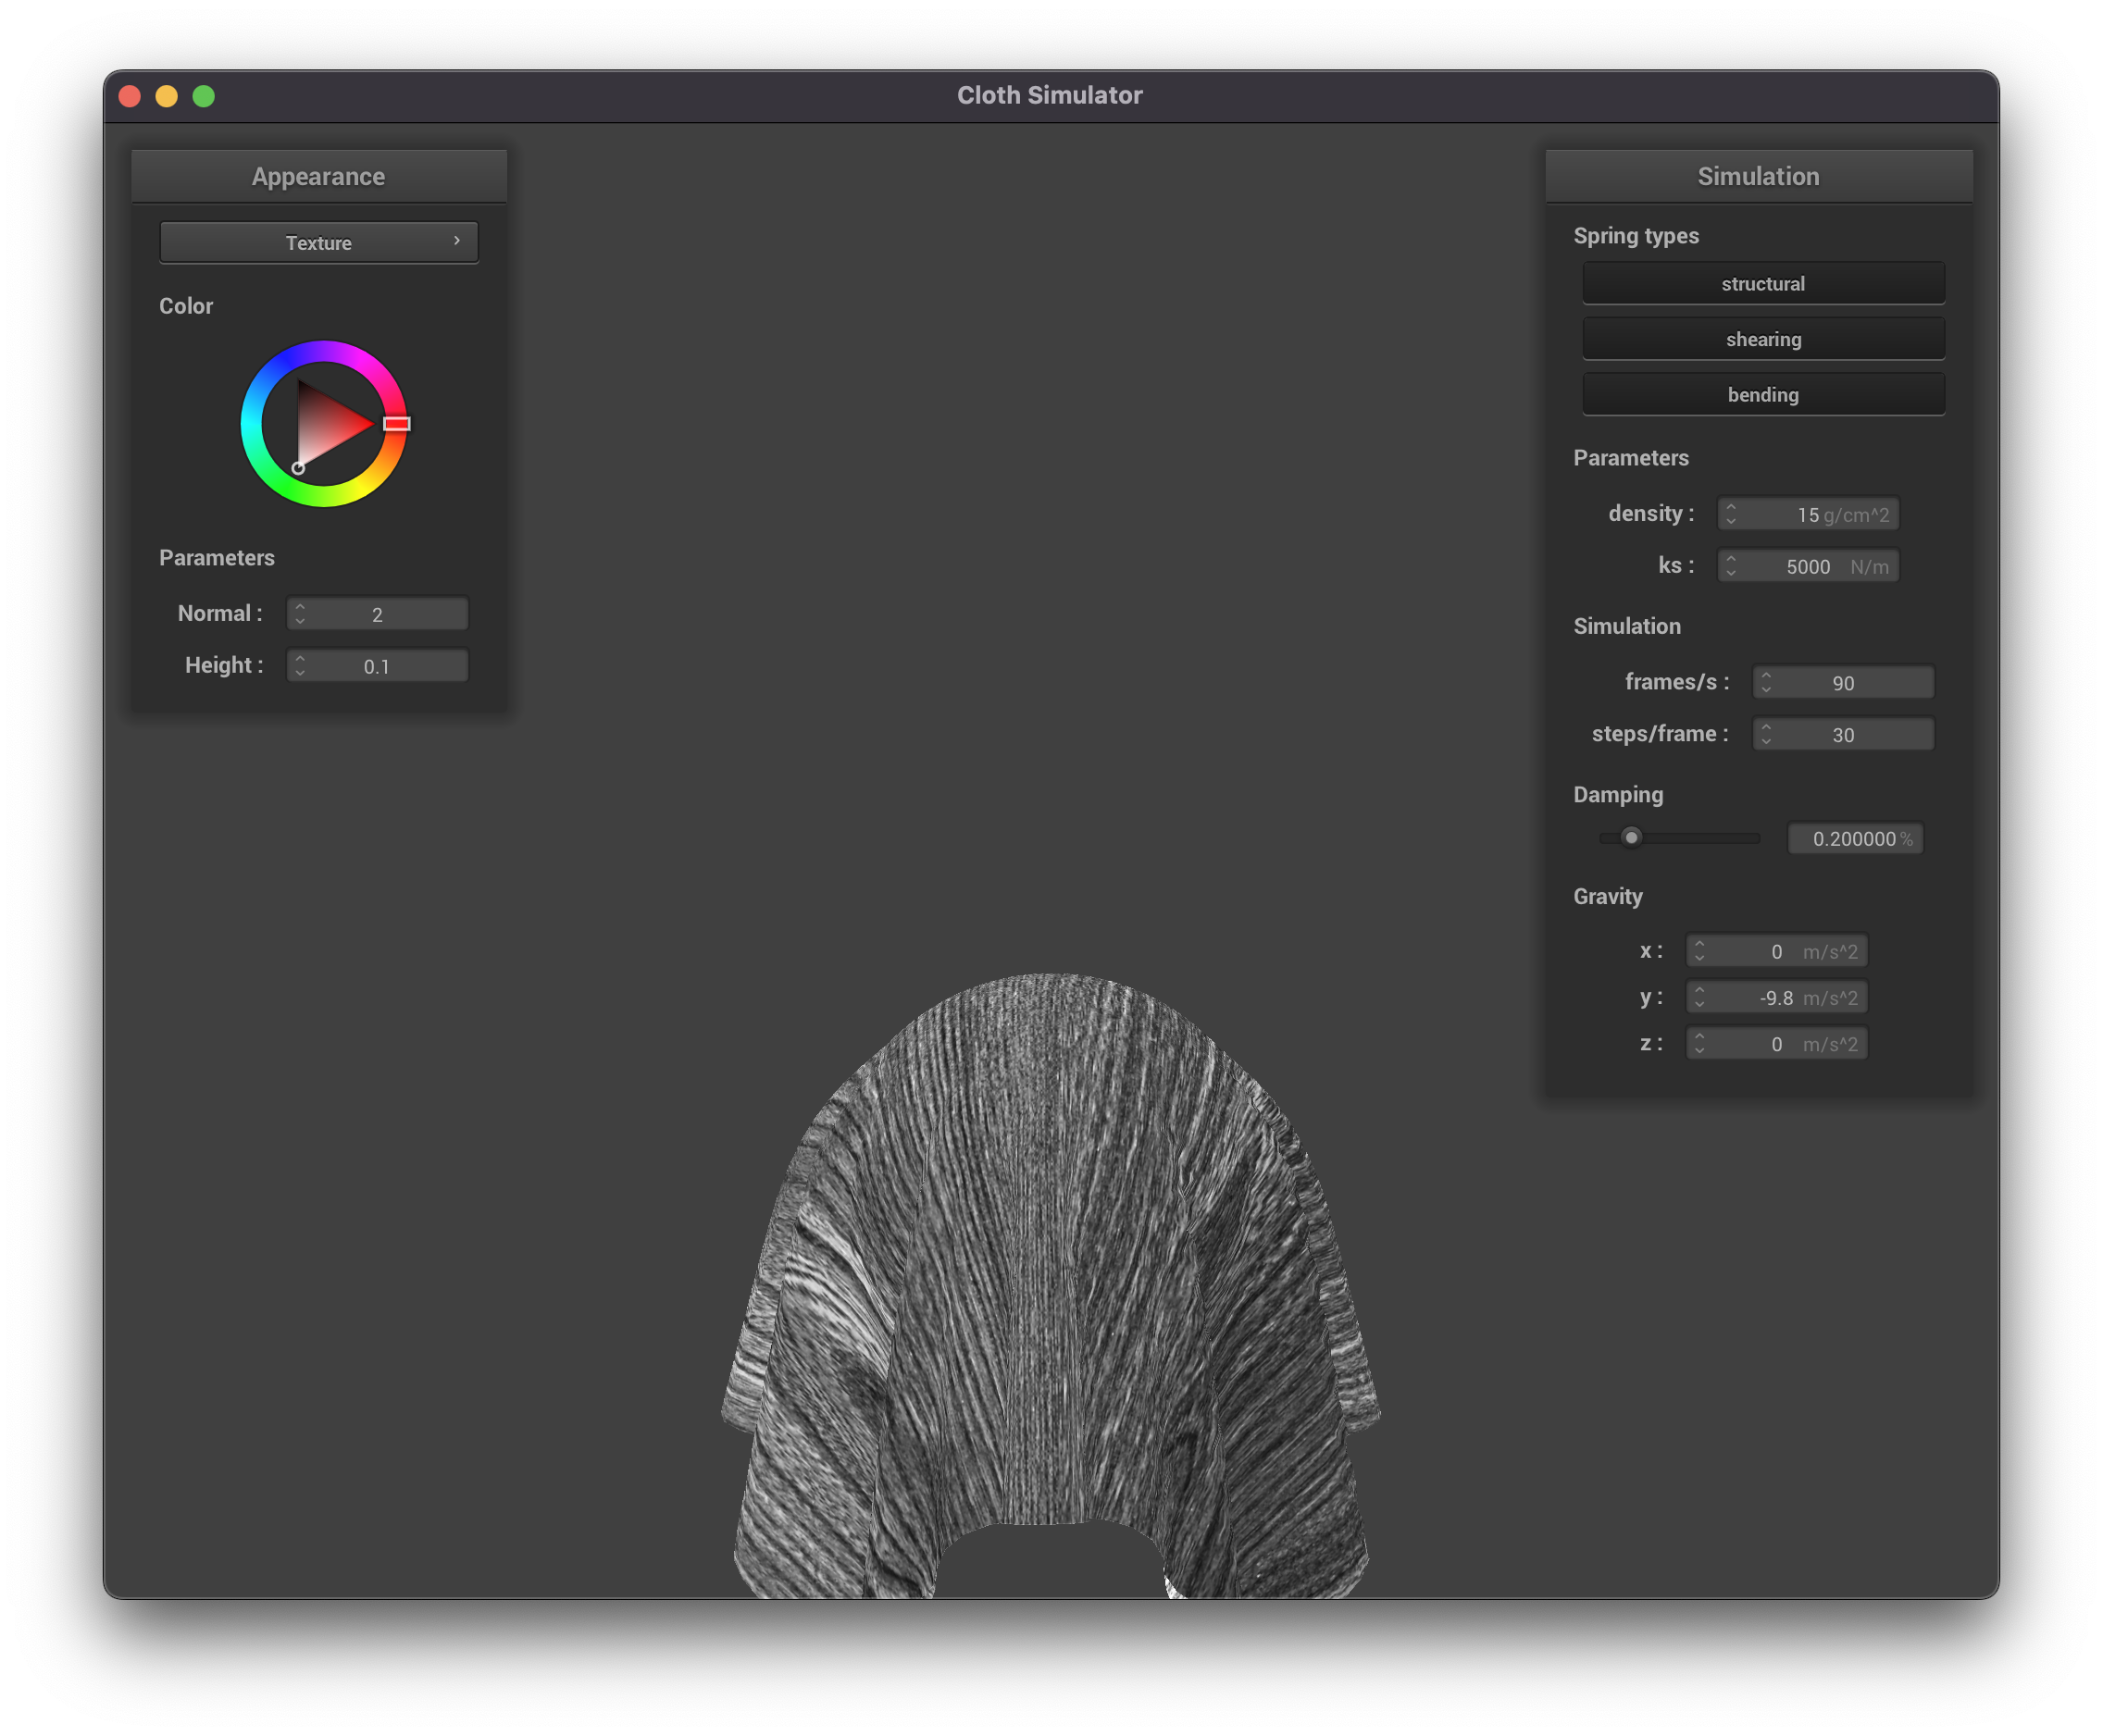 Cloth Simulator
Appearance
Texture
Color
Parameters
Normal : 2
Height : 0.1
Simulation
Spring types
structural
shearing
bending
Parameters
density : 15 g/cm^2
ks : 5000 N/m
Simulation
frames/s : 90
steps/frame : 30
Damping
0.200000 %
Gravity
x : 0 m/s^2
y : -9.8 m/s^2
z : 0 m/s^2